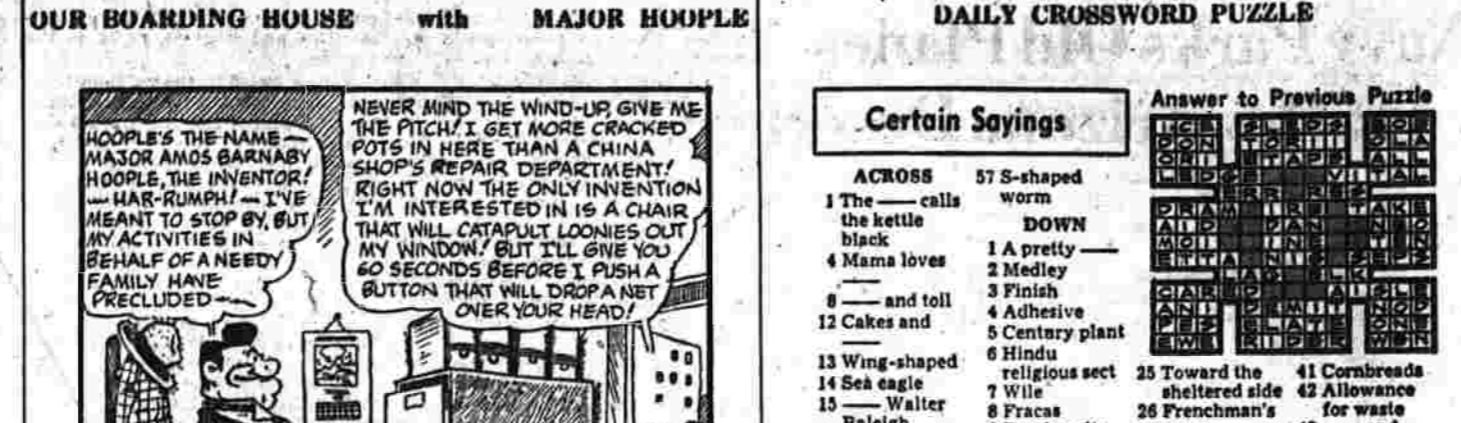 OUR BOARDING HOUSE with MAJOR HOOPLE
HOOPLE'S THE NAME —
MAJOR AMOS BARNABY
HOOPLE, THE INVENTOR!
— HAR-RUMPH! — I'VE
MEANT TO STOP BY, BUT
MY ACTIVITIES IN
BEHALF OF A NEEDY
FAMILY HAVE
PRECLUDED —
NEVER MIND THE WIND-UP, GIVE ME
THE PITCH! I GET MORE CRACKED
POTS IN HERE THAN A CHINA
SHOP'S REPAIR DEPARTMENT!
RIGHT NOW THE ONLY INVENTION
I'M INTERESTED IN IS A CHAIR
THAT WILL CATAPULT LOONIES OUT
MY WINDOW! BUT I'LL GIVE YOU
60 SECONDS BEFORE I PUSH A
BUTTON THAT WILL DROP A NET
OVER YOUR HEAD!
DAILY CROSSWORD PUZZLE
Certain Sayings
ACROSS
1 The — calls
the kettle
black
4 Mama loves
—
8 — and toll
12 Cakes and
—
13 Wing-shaped
14 Sea eagle
15 — Walter
Raleigh
57 S-shaped
worm
DOWN
1 A pretty —
2 Medley
3 Finish
4 Adhesive
5 Century plant
6 Hindu
religious sect
7 Wile
8 Fracas
Answer to Previous Puzzle
25 Toward the
sheltered side
26 Frenchman's
41 Cornbreads
42 Allowance
for waste